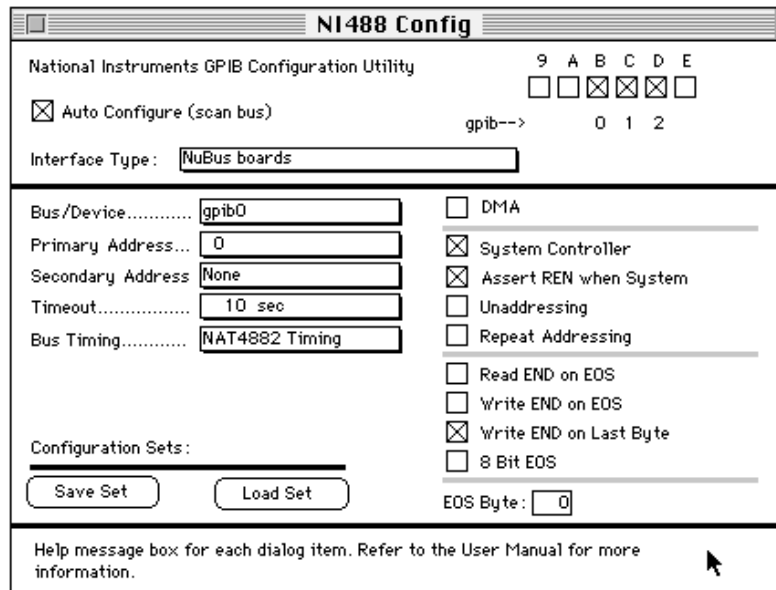 NI488 Config
National Instruments GPIB Configuration Utility
9 A B C D E
Auto Configure (scan bus)
gpib--> 0 1 2
Interface Type: NuBus boards
Bus/Device............ gpib0
Primary Address... 0
Secondary Address None
Timeout................. 10 sec
Bus Timing............ NAT4882 Timing
DMA
System Controller
Assert REN when System
Unaddressing
Repeat Addressing
Read END on EOS
Write END on EOS
Write END on Last Byte
8 Bit EOS
EOS Byte: 0
Configuration Sets:
Save Set
Load Set
Help message box for each dialog item. Refer to the User Manual for more
information.